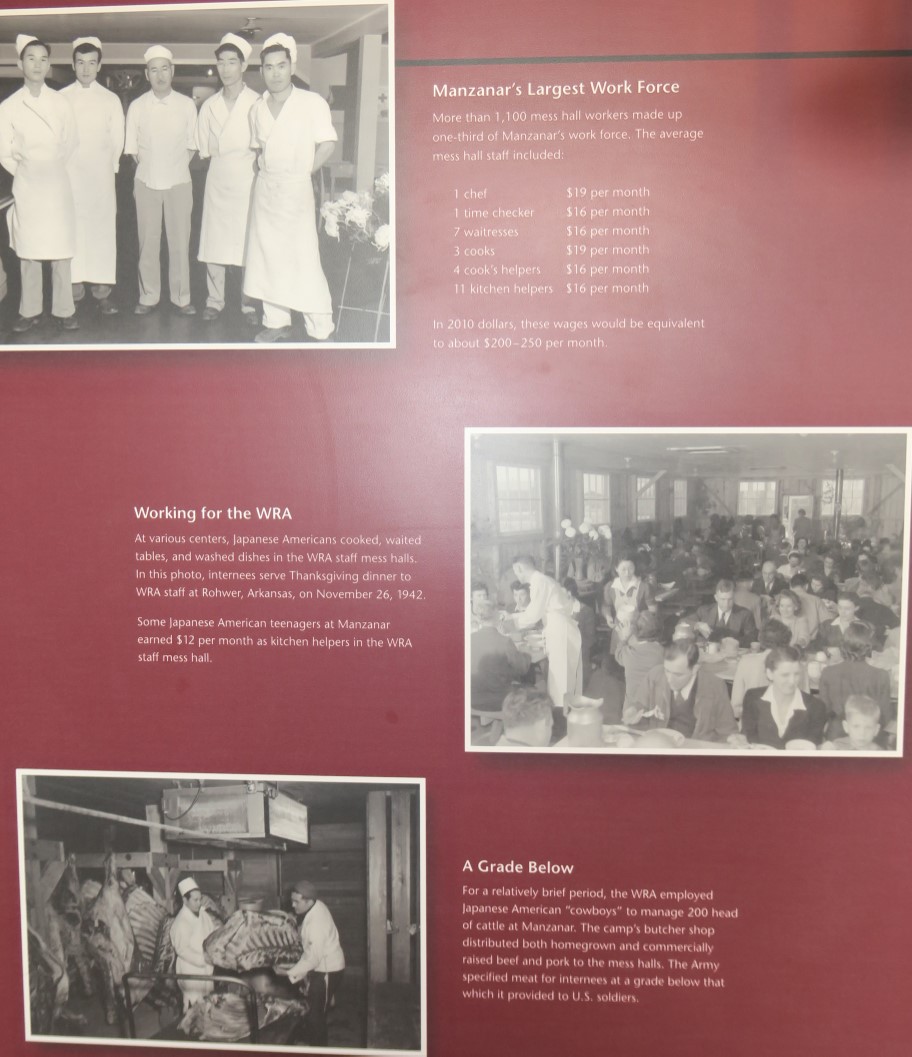 Manzanar's Largest Work Force
More than 1,100 mess hall workers made up
one-third of Manzanar's work force. The average
mess hall staff included:
1 chef $19 per month
1 time checker $16 per month
7 waitresses $16 per month
3 cooks $19 per month
4 cook's helpers $16 per month
11 kitchen helpers $16 per month
In 2010 dollars, these wages would be equivalent
to about $200–250 per month.
Working for the WRA
At various centers, Japanese Americans cooked, waited
tables, and washed dishes in the WRA staff mess halls.
In this photo, internees serve Thanksgiving dinner to
WRA staff at Rohwer, Arkansas, on November 26, 1942.
Some Japanese American teenagers at Manzanar
earned $12 per month as kitchen helpers in the WRA
staff mess hall.
A Grade Below
For a relatively brief period, the WRA employed
Japanese American "cowboys" to manage 200 head
of cattle at Manzanar. The camp's butcher shop
distributed both homegrown and commercially
raised beef and pork to the mess halls. The Army
specified meat for internees at a grade below that
which it provided to U.S. soldiers.